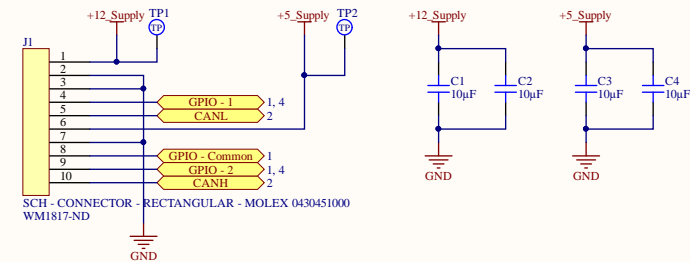 +12_Supply TP1 +5_Supply TP2 +12_Supply +5_Supply
TP TP
J1
1
2
3
4 GPIO - 1 1, 4
5 CANL 2
6
7
8 GPIO - Common 1
9 GPIO - 2 1, 4
10 CANH 2
SCH - CONNECTOR - RECTANGULAR - MOLEX 0430451000
WM1817-ND
GND
C1 C2 C3 C4
10µF 10µF 10µF 10µF
GND GND